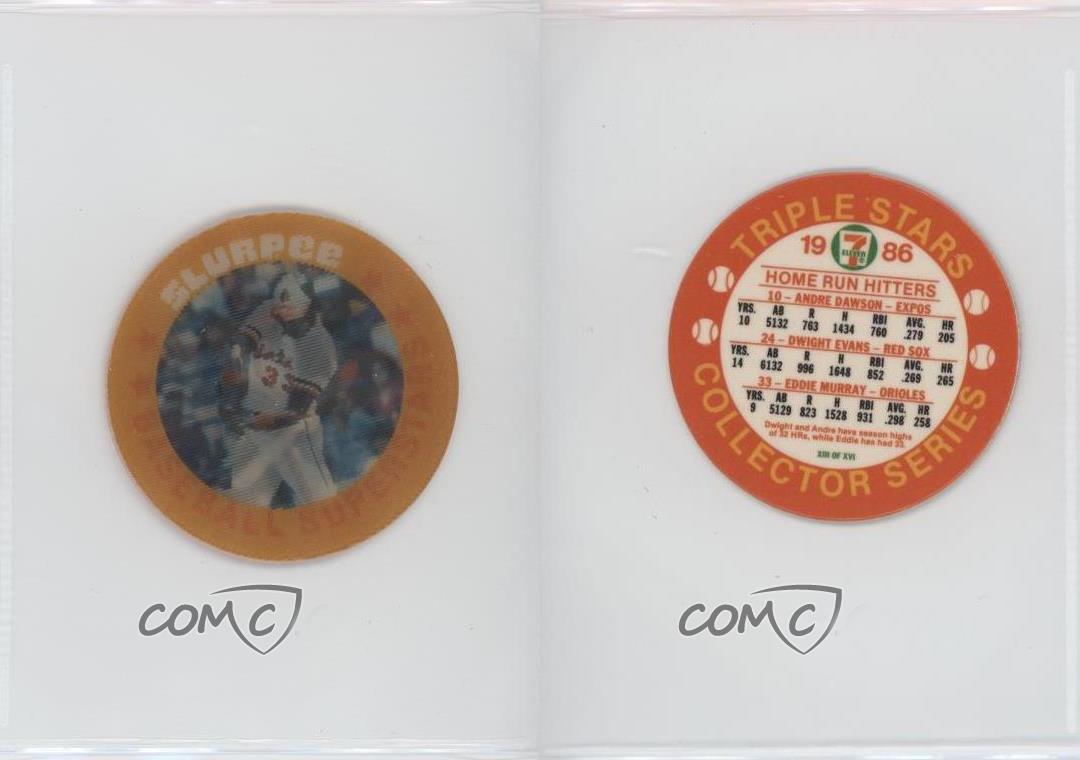 SLURPEE
BASEBALL SUPERSTARS
COMC
TRIPLE STARS
19 7 ELEVEN 86
HOME RUN HITTERS
10 – ANDRE DAWSON – EXPOS
YRS. AB R H RBI AVG. HR
10 5132 763 1434 760 .279 205
24 – DWIGHT EVANS – RED SOX
YRS. AB R H RBI AVG. HR
14 6132 996 1648 852 .269 265
33 – EDDIE MURRAY – ORIOLES
YRS. AB R H RBI AVG. HR
9 5129 823 1528 931 .298 258
Dwight and Andre have season highs
of 32 HRs, while Eddie has had 33.
XIII OF XVI
COLLECTOR SERIES
COMC